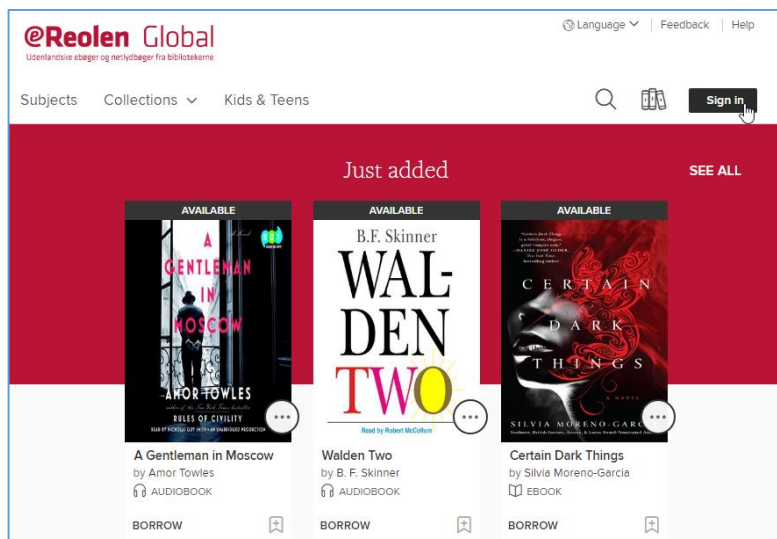 Language
Feedback
Help
eReolen Global
Udenlandske ebøger og netlydbøger fra bibliotekerne
Subjects
Collections
Kids & Teens
Sign in
Just added
SEE ALL
AVAILABLE
A
GENTLEMAN
IN
MOSCOW
AMOR TOWLES
RULES OF CIVILITY
A Gentleman in Moscow
by Amor Towles
AUDIOBOOK
BORROW
AVAILABLE
B.F. Skinner
WAL-
DEN
TWO
Read by Robert McCollum
Walden Two
by B. F. Skinner
AUDIOBOOK
BORROW
AVAILABLE
CERTAIN
DARK
THINGS
A NOVEL
SILVIA MORENO-GARC
Certain Dark Things
by Silvia Moreno-Garcia
EBOOK
BORROW